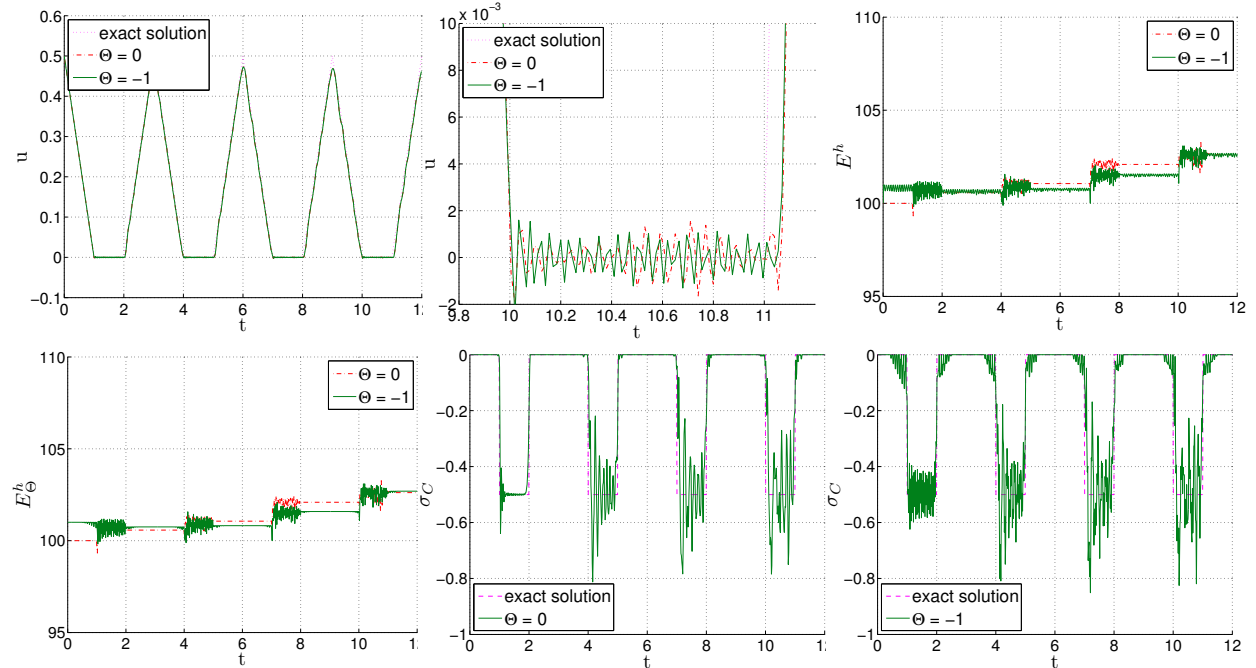 0.6
0.5
0.4
0.3
0.2
0.1
0
−0.1
0 2 4 6 8 10 1
u
t
exact solution
Θ = 0
Θ = −1
x 10⁻³
10
8
6
4
2
0
−2
9.8 10 10.2 10.4 10.6 10.8 11
u
t
exact solution
Θ = 0
Θ = −1
110
105
100
95
0 2 4 6 8 10 12
Eʰ
t
Θ = 0
Θ = −1
110
105
100
95
0 2 4 6 8 10 12
E^h_Θ
t
Θ = 0
Θ = −1
0
−0.2
−0.4
−0.6
−0.8
−1
0 2 4 6 8 10 12
σC
t
exact solution
Θ = 0
0
−0.2
−0.4
−0.6
−0.8
−1
0 2 4 6 8 10 12
σC
t
exact solution
Θ = −1